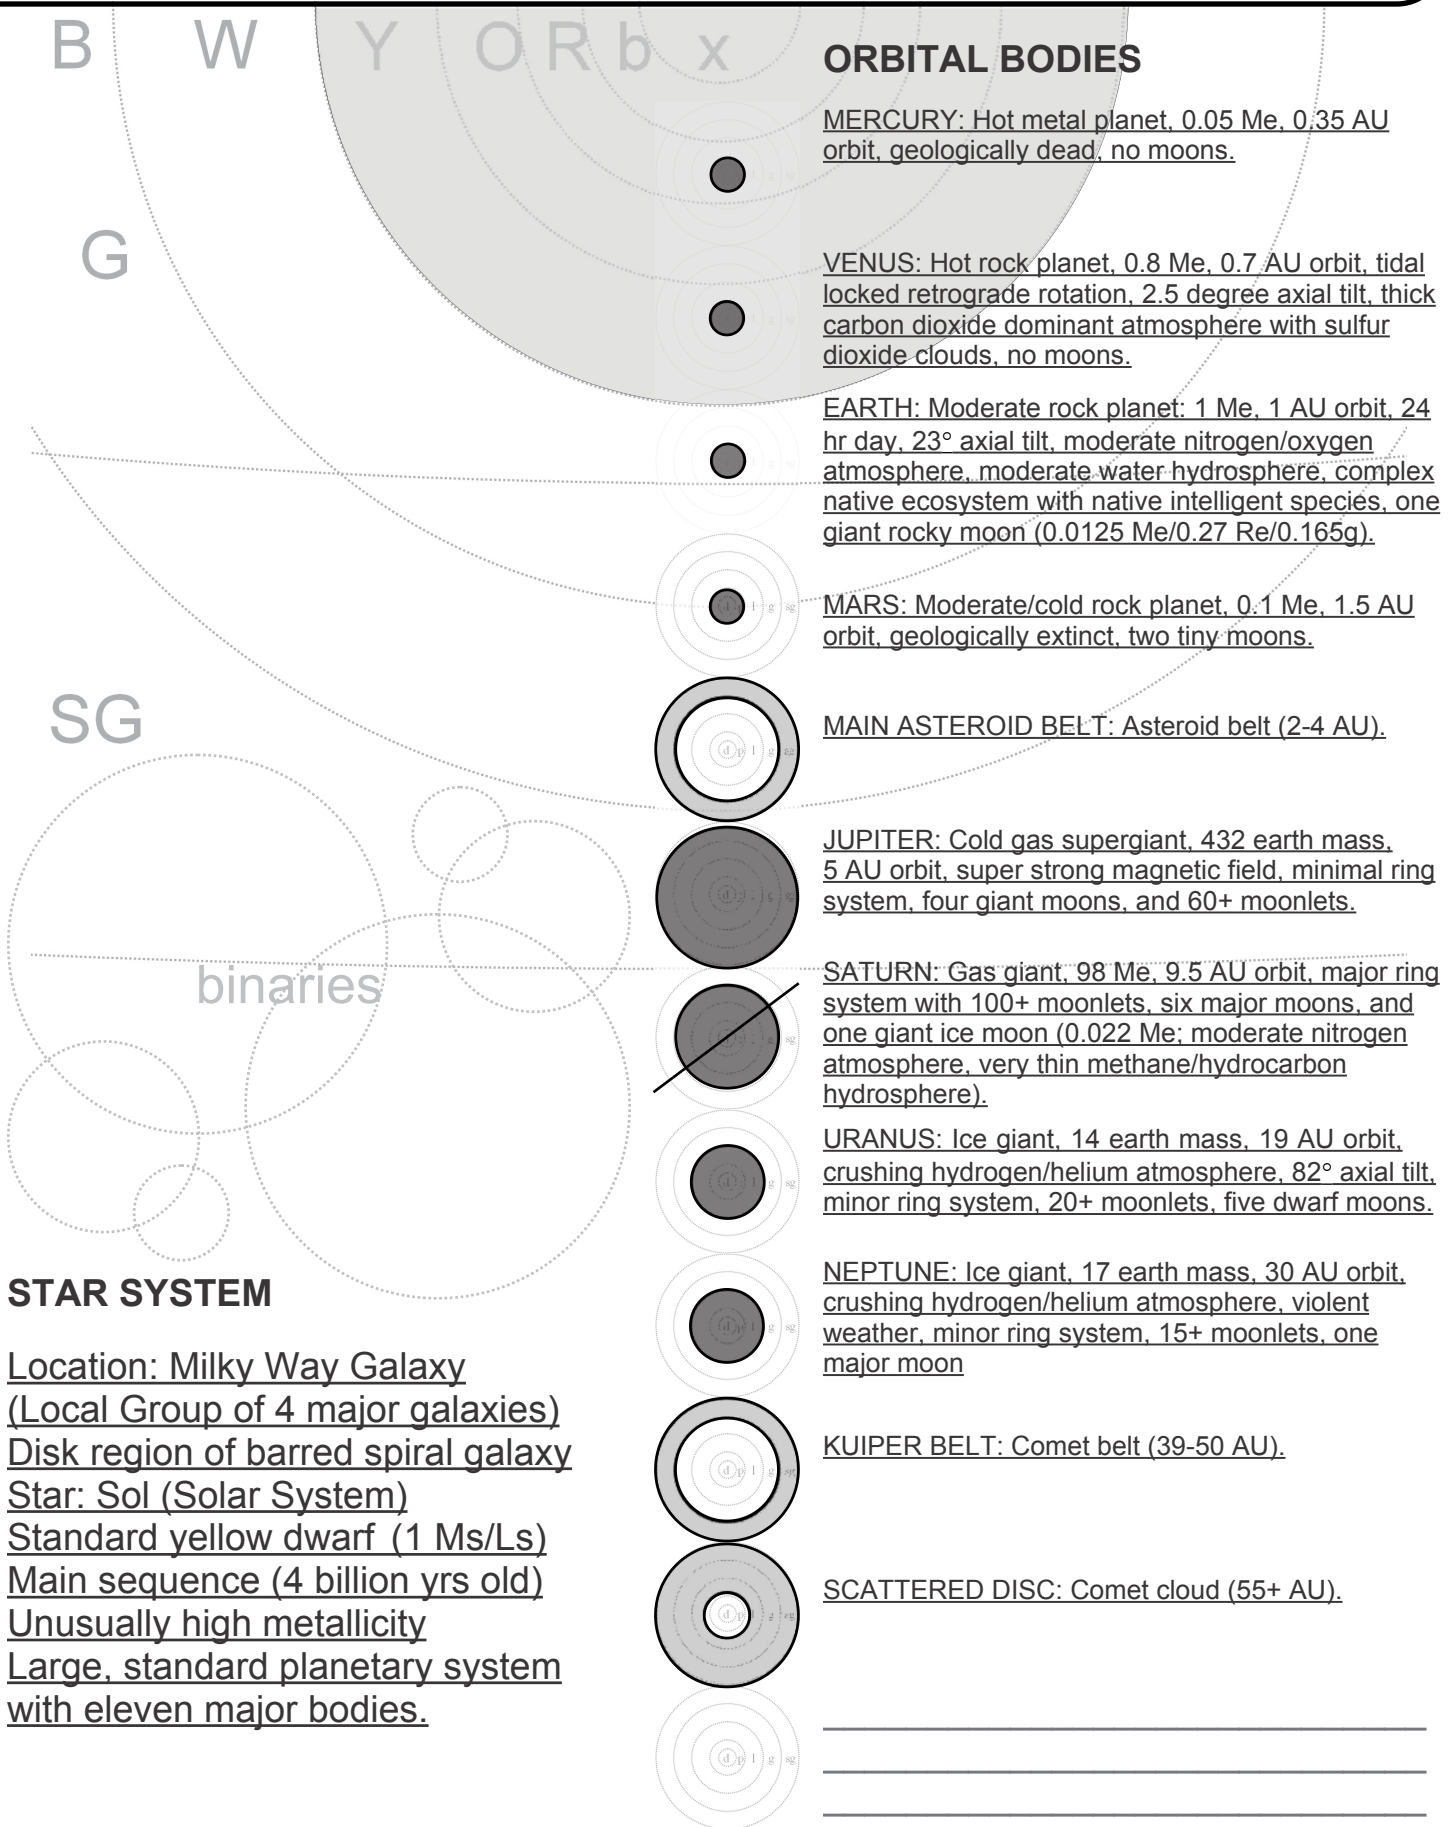 B W Y O R b x
G
SG
binaries
STAR SYSTEM
Location: Milky Way Galaxy
(Local Group of 4 major galaxies)
Disk region of barred spiral galaxy
Star: Sol (Solar System)
Standard yellow dwarf (1 Ms/Ls)
Main sequence (4 billion yrs old)
Unusually high metallicity
Large, standard planetary system
with eleven major bodies.
ORBITAL BODIES
MERCURY: Hot metal planet, 0.05 Me, 0.35 AU
orbit, geologically dead, no moons.
VENUS: Hot rock planet, 0.8 Me, 0.7 AU orbit, tidal
locked retrograde rotation, 2.5 degree axial tilt, thick
carbon dioxide dominant atmosphere with sulfur
dioxide clouds, no moons.
EARTH: Moderate rock planet: 1 Me, 1 AU orbit, 24
hr day, 23° axial tilt, moderate nitrogen/oxygen
atmosphere, moderate water hydrosphere, complex
native ecosystem with native intelligent species, one
giant rocky moon (0.0125 Me/0.27 Re/0.165g).
MARS: Moderate/cold rock planet, 0.1 Me, 1.5 AU
orbit, geologically extinct, two tiny moons.
MAIN ASTEROID BELT: Asteroid belt (2-4 AU).
d p l g sg
JUPITER: Cold gas supergiant, 432 earth mass,
5 AU orbit, super strong magnetic field, minimal ring
system, four giant moons, and 60+ moonlets.
SATURN: Gas giant, 98 Me, 9.5 AU orbit, major ring
system with 100+ moonlets, six major moons, and
one giant ice moon (0.022 Me; moderate nitrogen
atmosphere, very thin methane/hydrocarbon
hydrosphere).
URANUS: Ice giant, 14 earth mass, 19 AU orbit,
crushing hydrogen/helium atmosphere, 82° axial tilt,
minor ring system, 20+ moonlets, five dwarf moons.
NEPTUNE: Ice giant, 17 earth mass, 30 AU orbit,
crushing hydrogen/helium atmosphere, violent
weather, minor ring system, 15+ moonlets, one
major moon
KUIPER BELT: Comet belt (39-50 AU).
d p l g sg
SCATTERED DISC: Comet cloud (55+ AU).
d p l g sg
d p l g sg